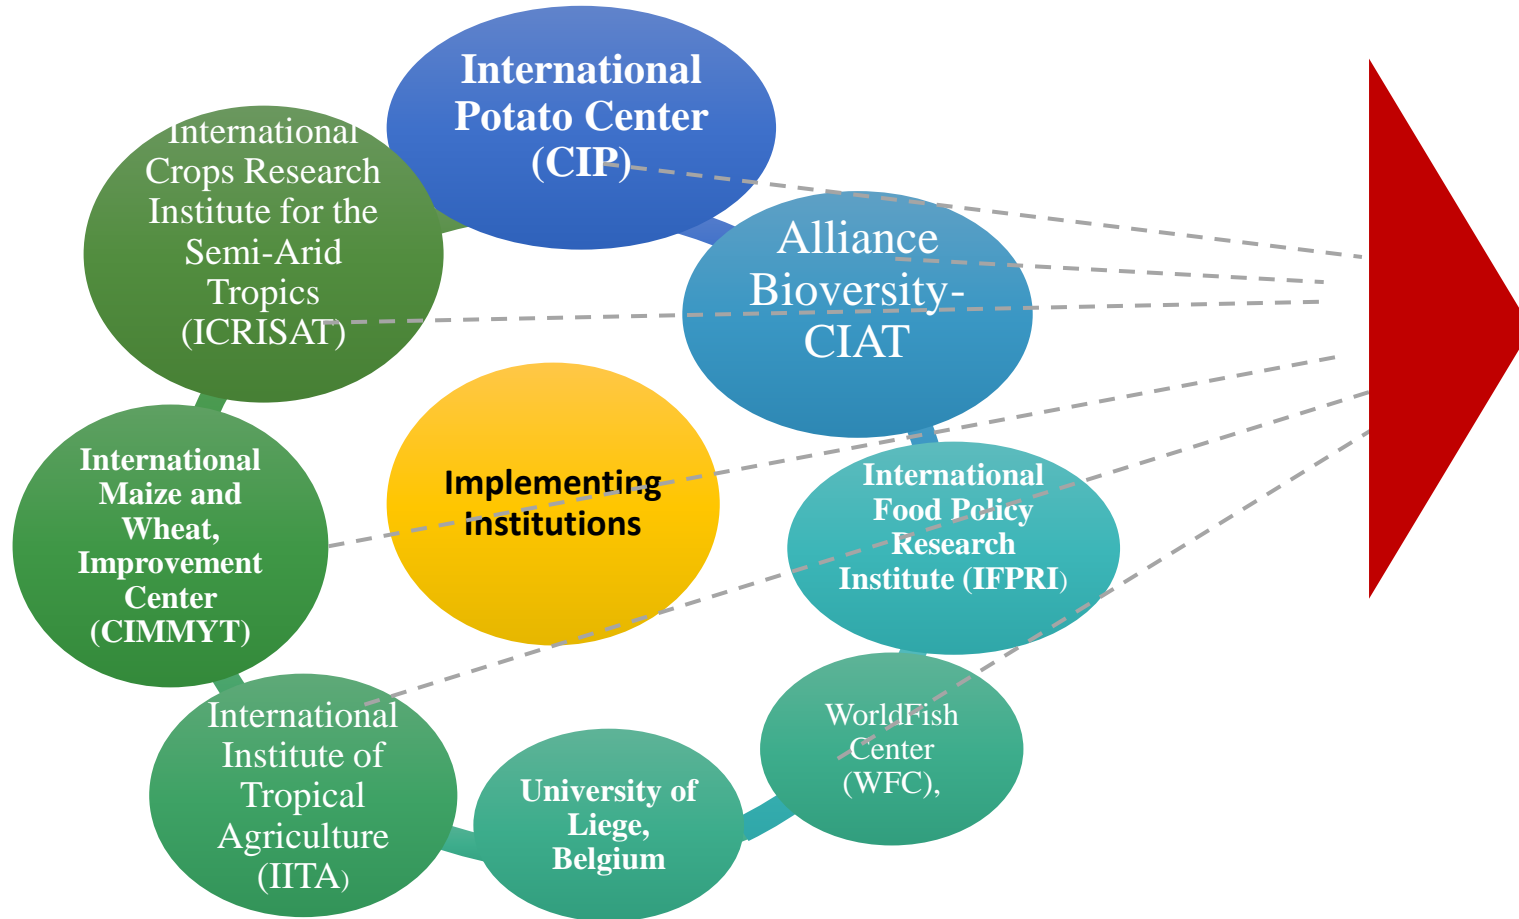 International
Potato Center
(CIP)
Alliance
Bioversity-
CIAT
International
Food Policy
Research
Institute (IFPRI)
WorldFish
Center
(WFC),
University of
Liege,
Belgium
International
Institute of
Tropical
Agriculture
(IITA)
International
Maize and
Wheat,
Improvement
Center
(CIMMYT)
International
Crops Research
Institute for the
Semi-Arid
Tropics
(ICRISAT)
Implementing
Institutions